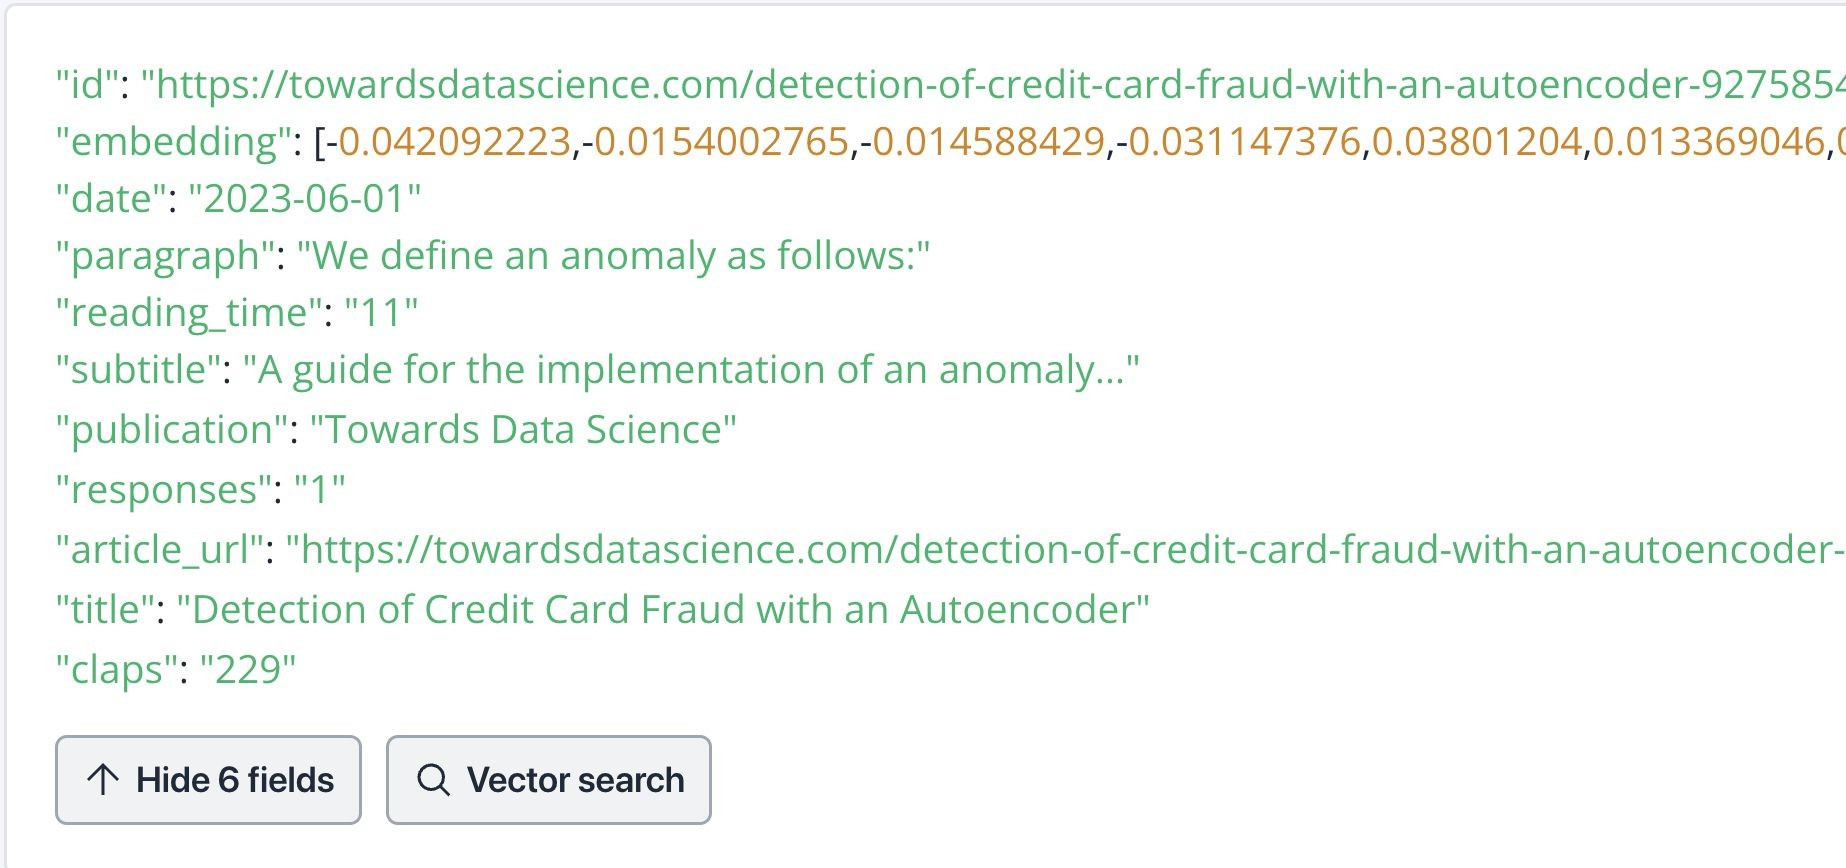 "id": "https://towardsdatascience.com/detection-of-credit-card-fraud-with-an-autoencoder-9275854
"embedding": [-0.042092223,-0.0154002765,-0.014588429,-0.031147376,0.03801204,0.013369046,0
"date": "2023-06-01"
"paragraph": "We define an anomaly as follows:"
"reading_time": "11"
"subtitle": "A guide for the implementation of an anomaly..."
"publication": "Towards Data Science"
"responses": "1"
"article_url": "https://towardsdatascience.com/detection-of-credit-card-fraud-with-an-autoencoder-
"title": "Detection of Credit Card Fraud with an Autoencoder"
"claps": "229"
Hide 6 fields Vector search